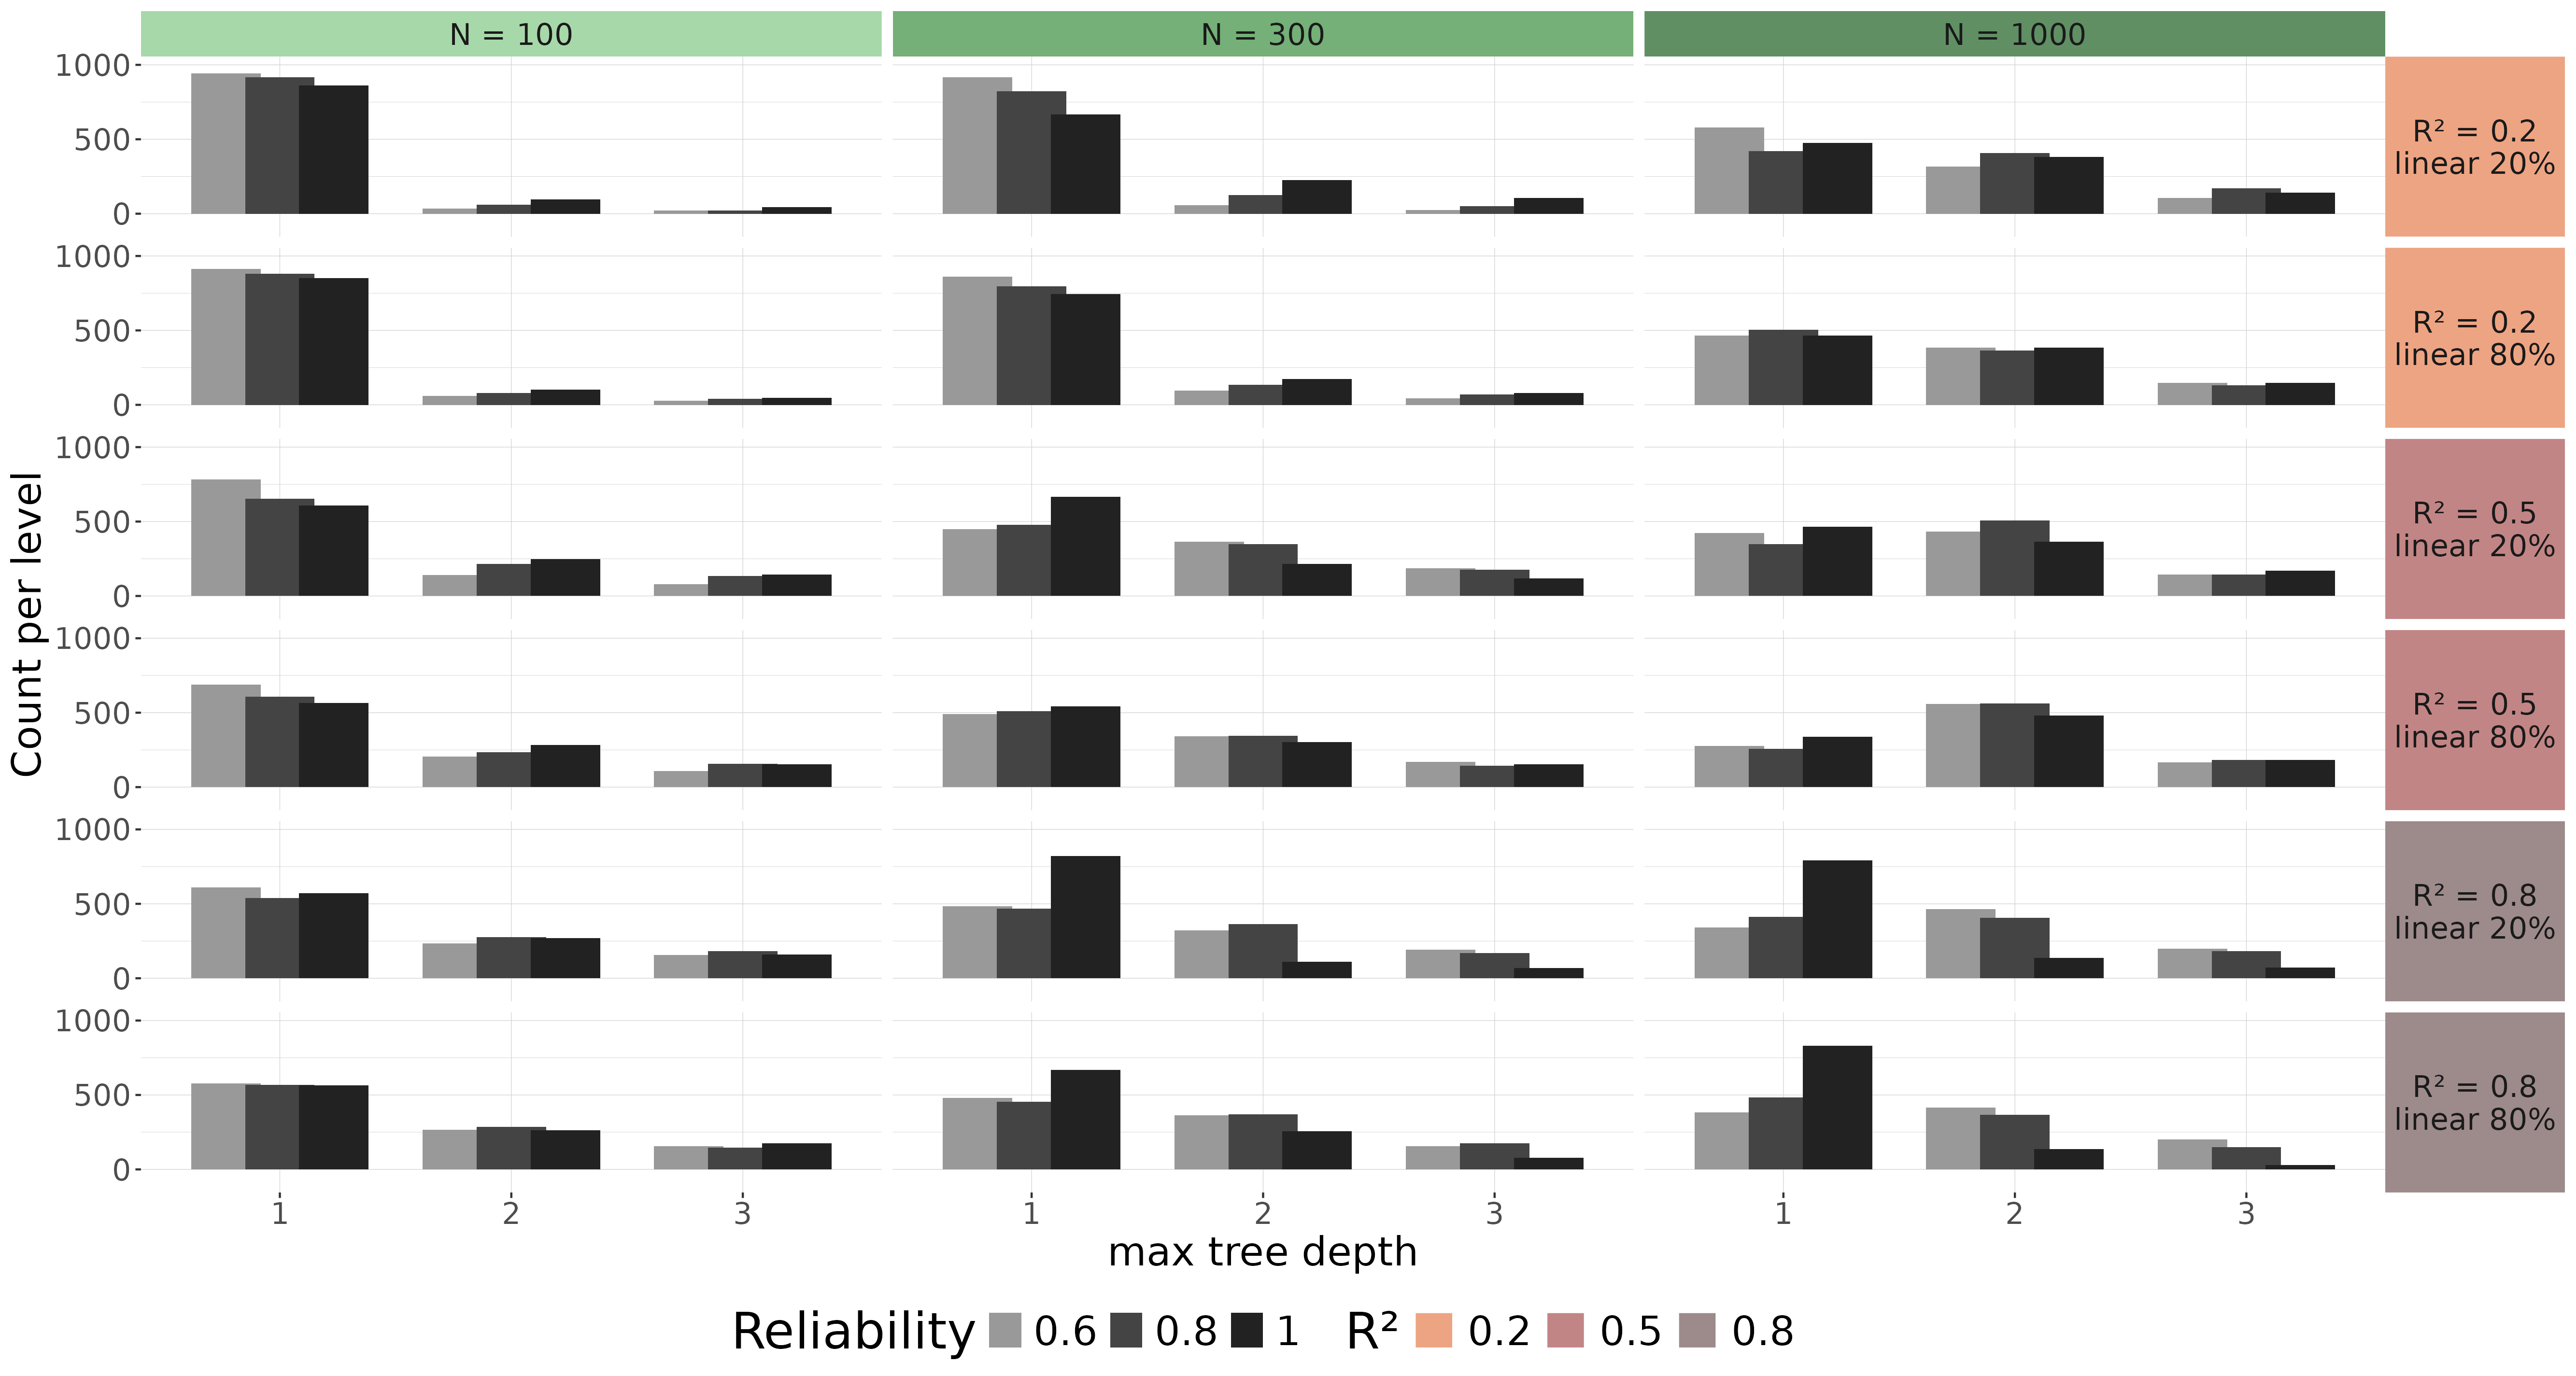 N = 100
N = 300
N = 1000
1000
500
0
R² = 0.2
linear 20%
1000
500
0
R² = 0.2
linear 80%
1000
500
0
R² = 0.5
linear 20%
1000
500
0
R² = 0.5
linear 80%
1000
500
0
R² = 0.8
linear 20%
1000
500
0
R² = 0.8
linear 80%
Count per level
1 2 3 1 2 3 1 2 3
max tree depth
Reliability 0.6 0.8 1 R² 0.2 0.5 0.8